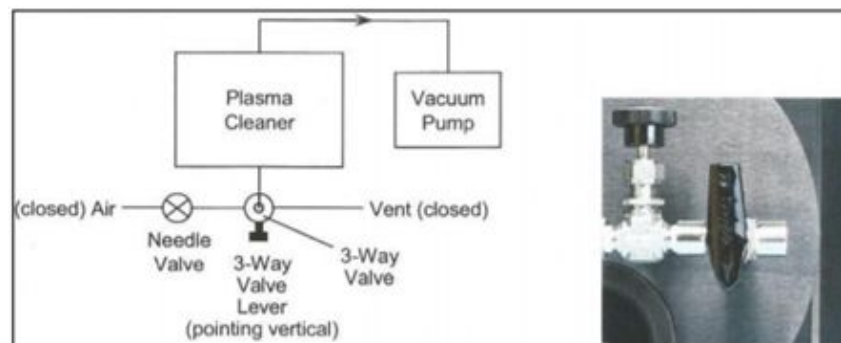 Plasma
Cleaner
Vacuum
Pump
(closed) Air
Vent (closed)
Needle
Valve
3-Way
Valve
Lever
(pointing vertical)
3-Way
Valve